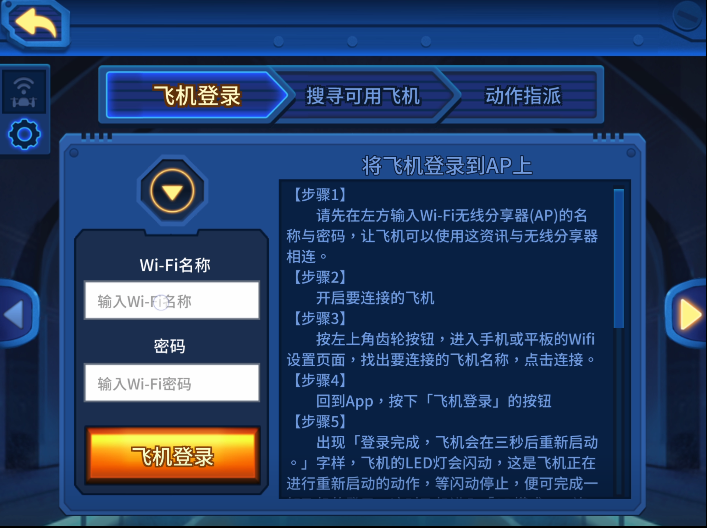 飞机登录
搜寻可用飞机
动作指派
Wi-Fi名称
输入Wi-Fi名称
密码
输入Wi-Fi密码
飞机登录
将飞机登录到AP上
【步骤1】
请先在左方输入Wi-Fi无线分享器(AP)的名
称与密码，让飞机可以使用这资讯与无线分享器
相连。
【步骤2】
开启要连接的飞机
【步骤3】
按左上角齿轮按钮，进入手机或平板的Wifi
设置页面，找出要连接的飞机名称，点击连接。
【步骤4】
回到App，按下「飞机登录」的按钮
【步骤5】
出现「登录完成，飞机会在三秒后重新启动
。」字样，飞机的LED灯会闪动，这是飞机正在
进行重新启动的动作，等闪动停止，便可完成一